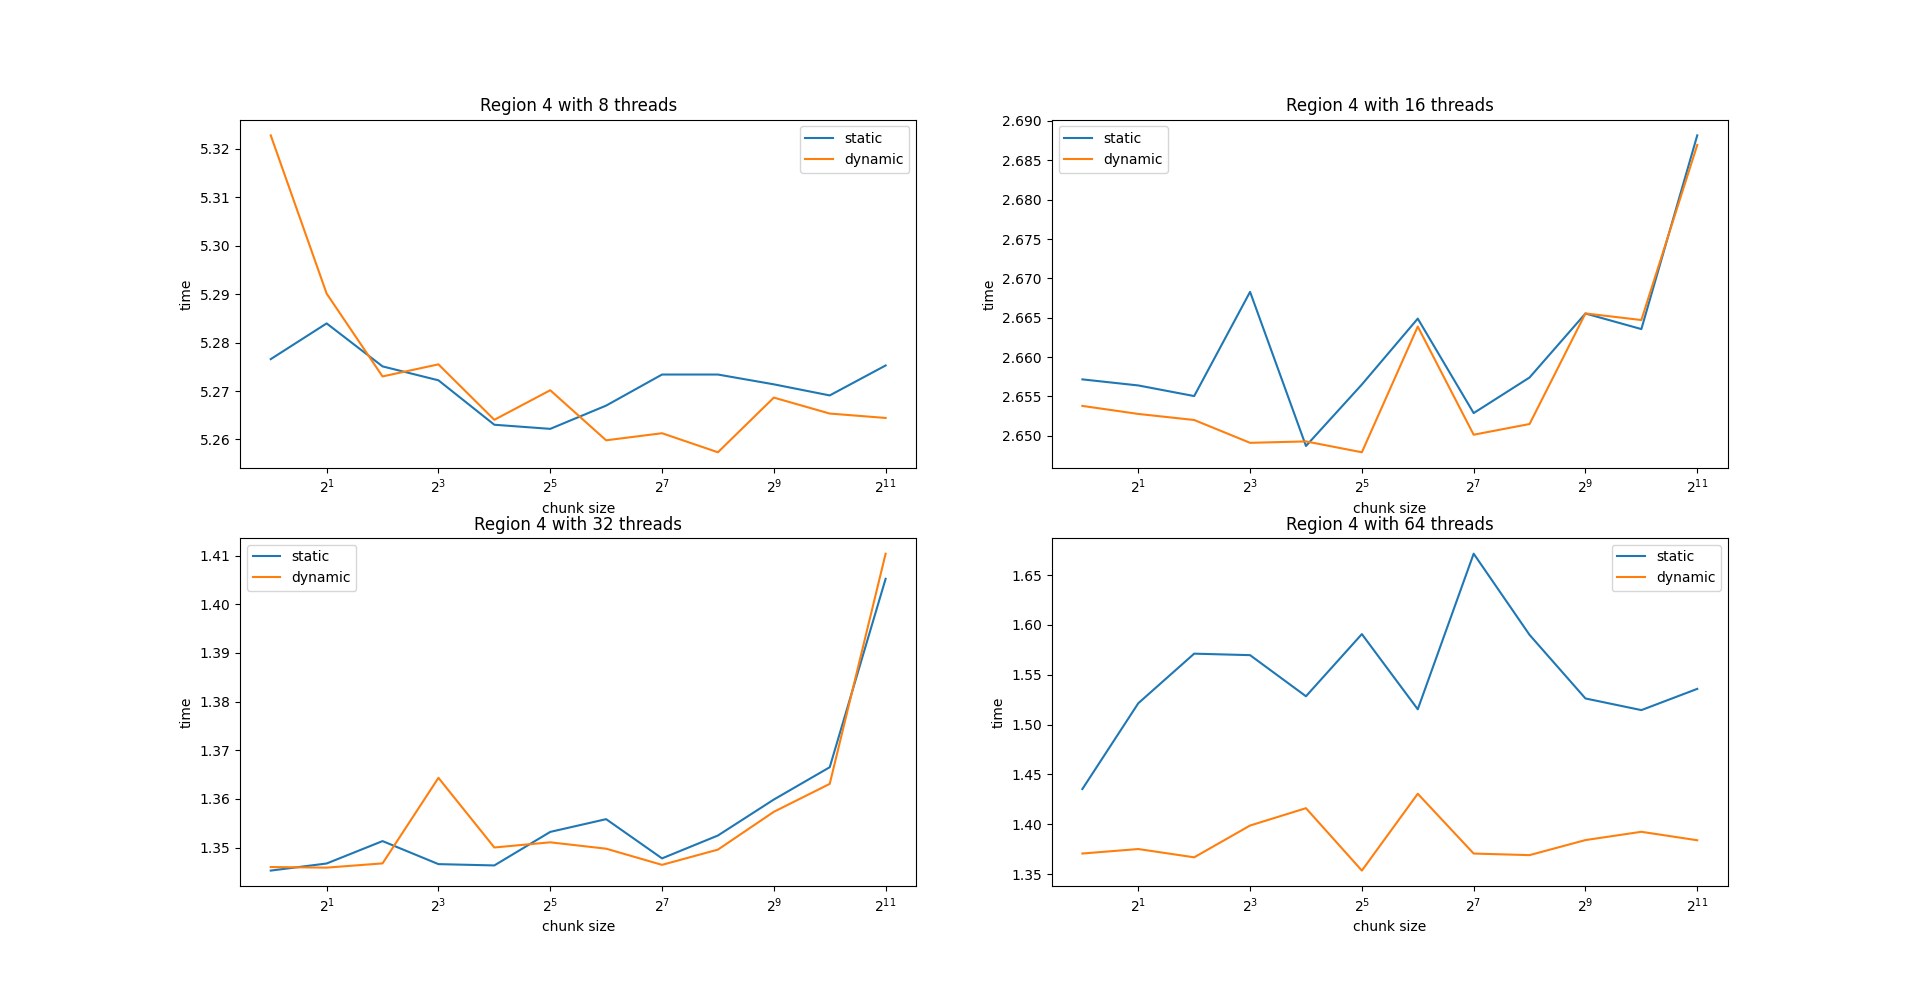 Region 4 with 8 threads
5.32
5.31
5.30
5.29
5.28
5.27
5.26
time
static
dynamic
2^1 2^3 2^5 2^7 2^9 2^11
chunk size
Region 4 with 16 threads
2.690
2.685
2.680
2.675
2.670
2.665
2.660
2.655
2.650
time
static
dynamic
2^1 2^3 2^5 2^7 2^9 2^11
chunk size
Region 4 with 32 threads
1.41
1.40
1.39
1.38
1.37
1.36
1.35
time
static
dynamic
2^1 2^3 2^5 2^7 2^9 2^11
chunk size
Region 4 with 64 threads
1.65
1.60
1.55
1.50
1.45
1.40
1.35
time
static
dynamic
2^1 2^3 2^5 2^7 2^9 2^11
chunk size